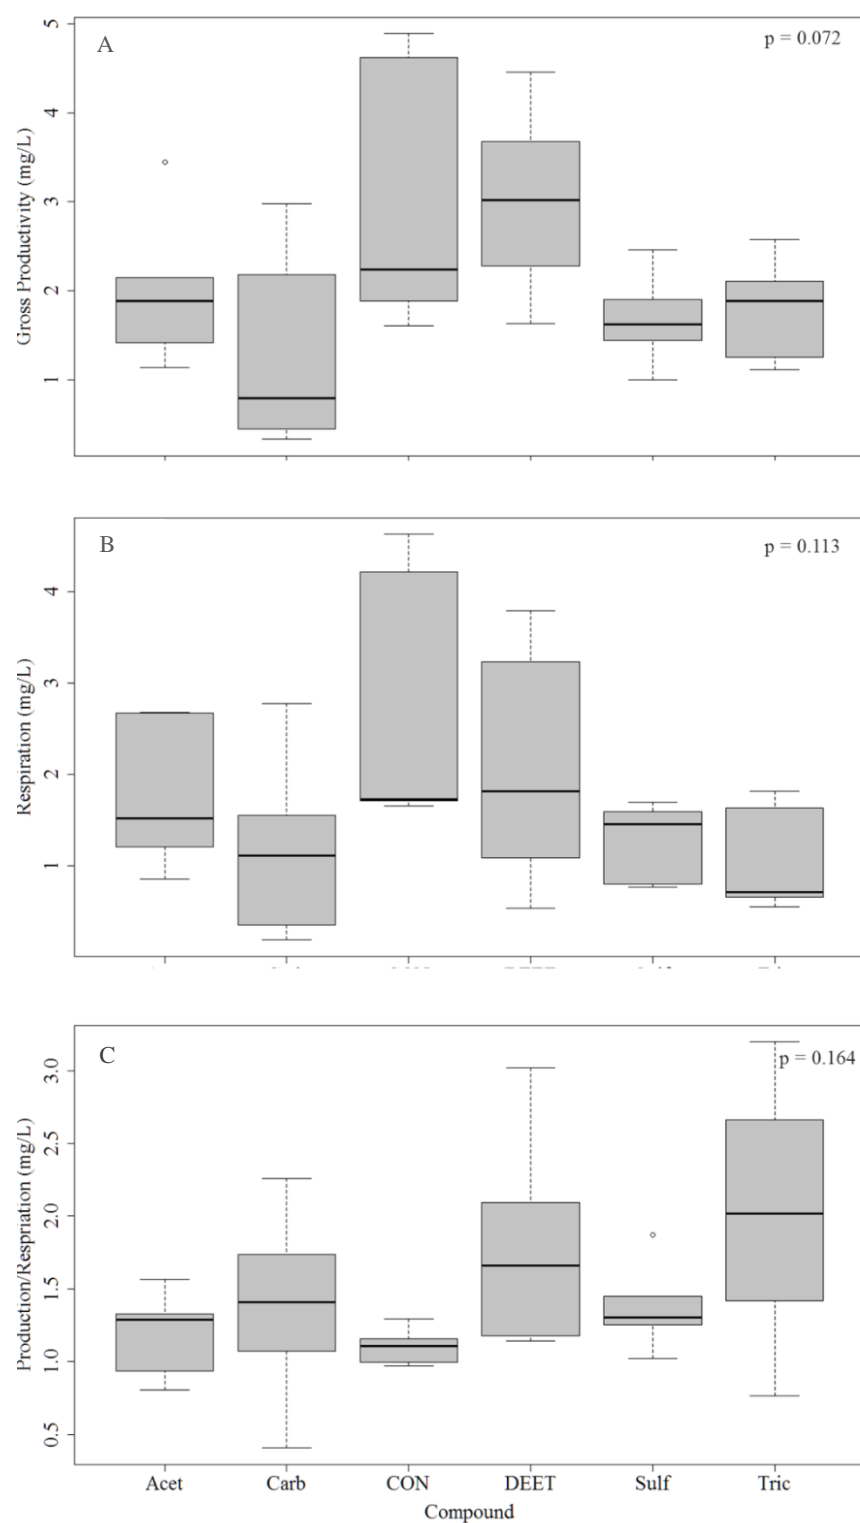 A
p = 0.072
Gross Productivity (mg/L)
5
4
3
2
1
B
p = 0.113
Respiration (mg/L)
4
3
2
1
C
p = 0.164
Production/Respriation (mg/L)
3.0
2.5
2.0
1.5
1.0
0.5
Acet Carb CON DEET Sulf Tric
Compound